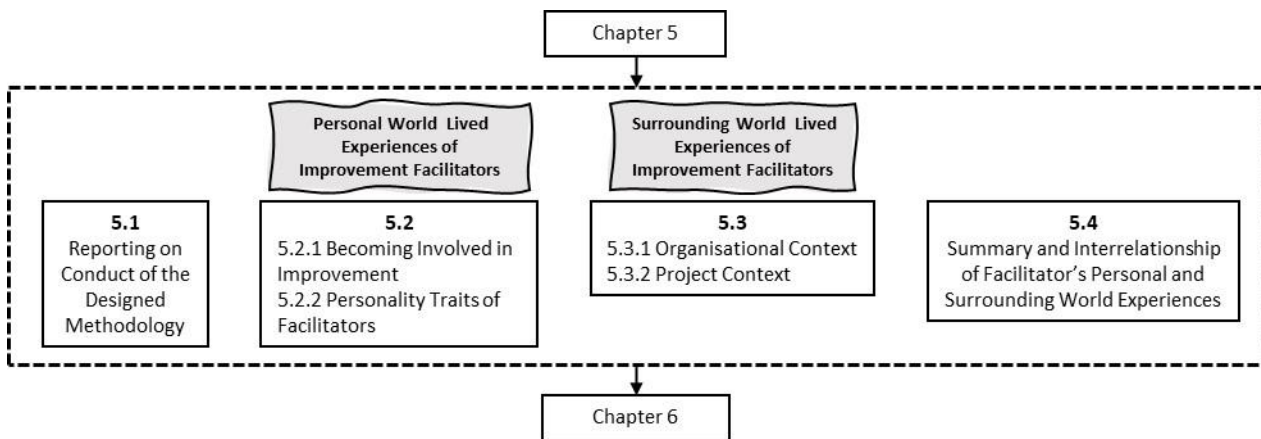 Chapter 5
Personal World Lived
Experiences of
Improvement Facilitators
Surrounding World Lived
Experiences of
Improvement Facilitators
5.1
Reporting on
Conduct of the
Designed
Methodology
5.2
5.2.1 Becoming Involved in
Improvement
5.2.2 Personality Traits of
Facilitators
5.3
5.3.1 Organisational Context
5.3.2 Project Context
5.4
Summary and Interrelationship
of Facilitator’s Personal and
Surrounding World Experiences
Chapter 6